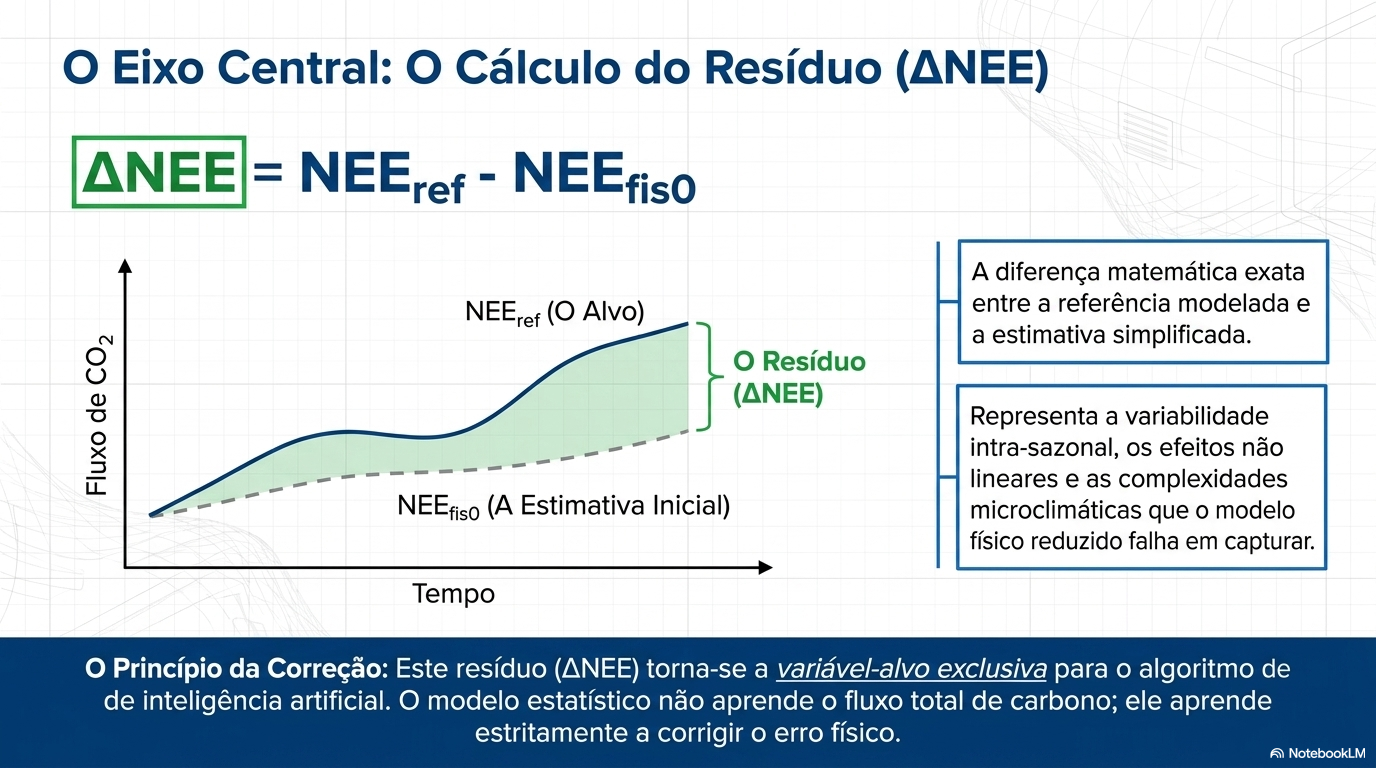 O Eixo Central: O Cálculo do Resíduo (ΔNEE)
ΔNEE = NEEref - NEEfis0
Fluxo de CO2
NEEref (O Alvo)
O Resíduo
(ΔNEE)
NEEfis0 (A Estimativa Inicial)
Tempo
A diferença matemática exata
entre a referência modelada e
a estimativa simplificada.
Representa a variabilidade
intra-sazonal, os efeitos não
lineares e as complexidades
microclimáticas que o modelo
físico reduzido falha em capturar.
O Princípio da Correção: Este resíduo (ΔNEE) torna-se a variável-alvo exclusiva para o algoritmo de
de inteligência artificial. O modelo estatístico não aprende o fluxo total de carbono; ele aprende
estritamente a corrigir o erro físico.
NotebookLM